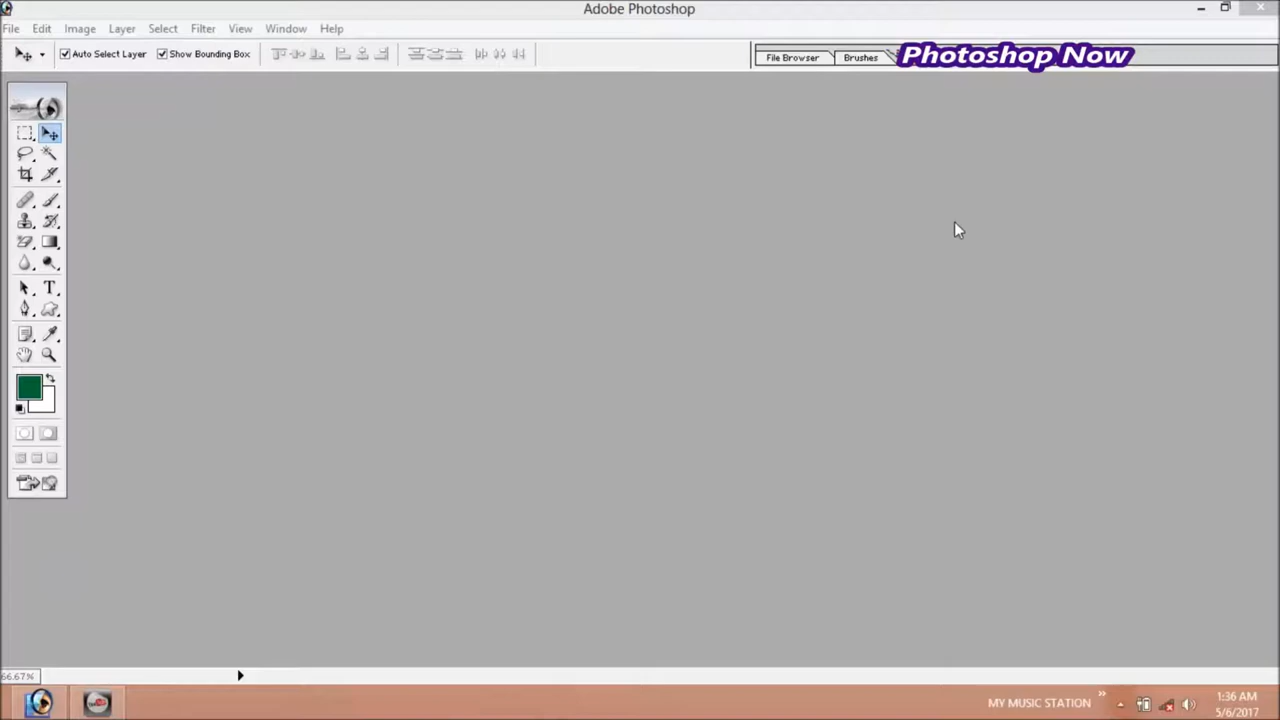 Adobe Photoshop
File Edit Image Layer Select Filter View Window Help
Auto Select Layer Show Bounding Box File Browser Brushes Photoshop Now
T
66.67%
MY MUSIC STATION 1:36 AM
5/6/2017